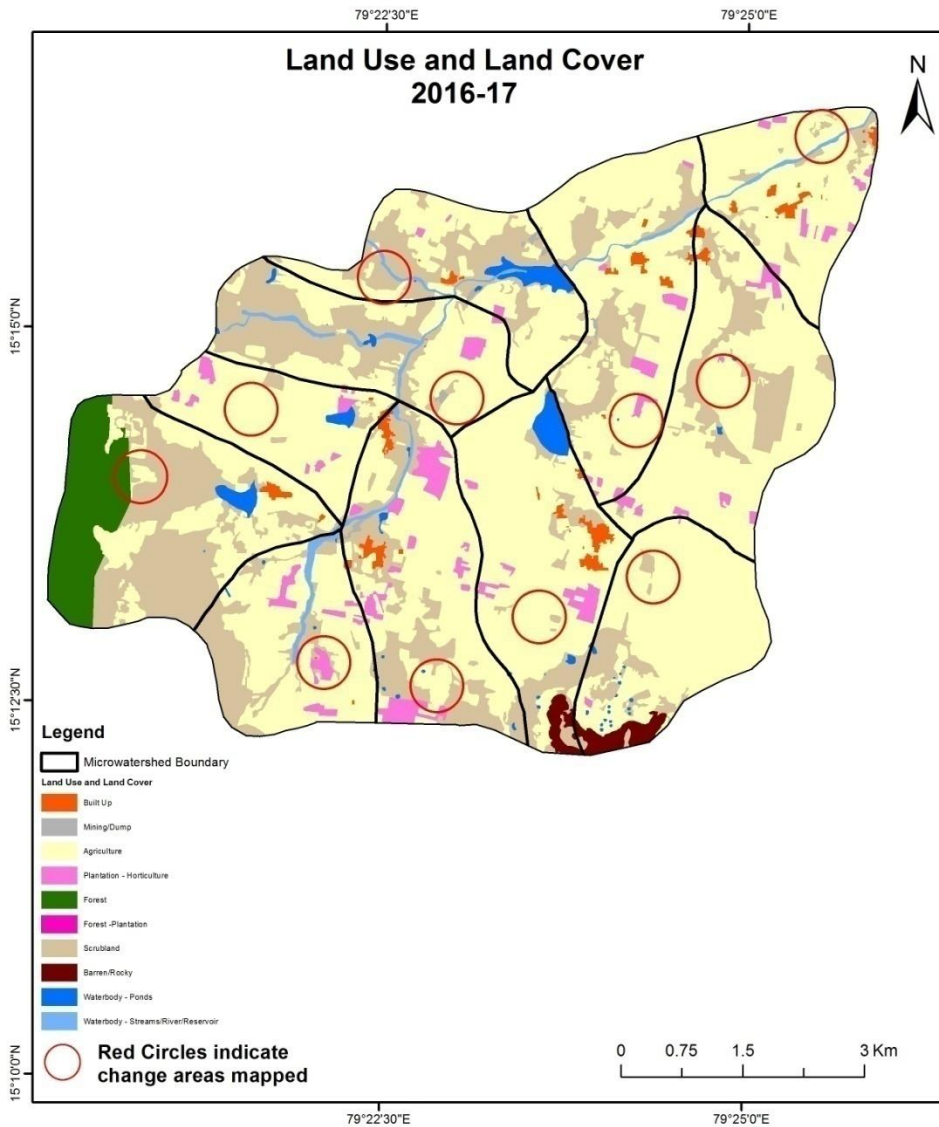 79°22'30"E
79°25'0"E
Land Use and Land Cover
2016-17
N
15°15'0"N
15°12'30"N
15°10'0"N
Legend
Microwatershed Boundary
Land Use and Land Cover
Built Up
Mining/Dump
Agriculture
Plantation - Horticulture
Forest
Forest -Plantation
Scrubland
Barren/Rocky
Waterbody - Ponds
Waterbody - Streams/River/Reservoir
Red Circles indicate
change areas mapped
0 0.75 1.5 3 Km
79°22'30"E
79°25'0"E